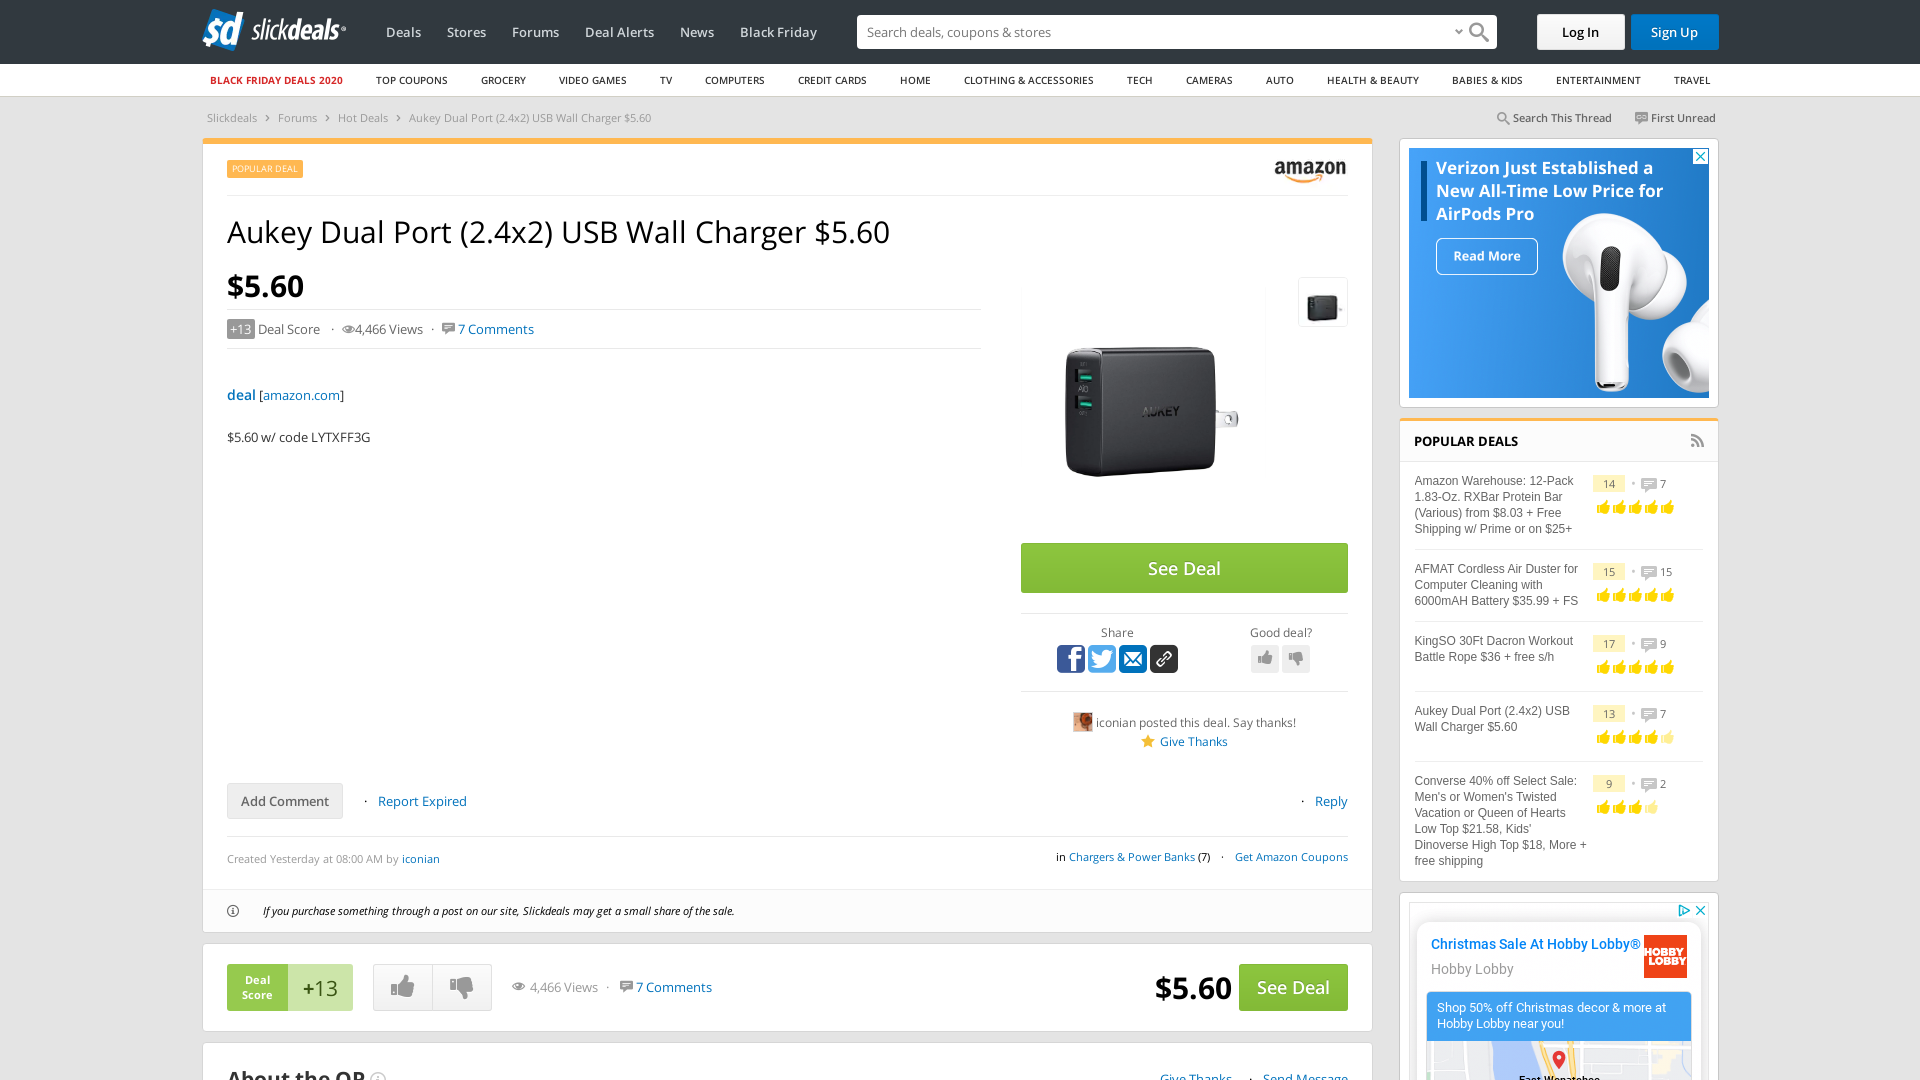 sd slickdeals
Deals
Stores
Forums
Deal Alerts
News
Black Friday
Search deals, coupons & stores
Log In
Sign Up
BLACK FRIDAY DEALS 2020
TOP COUPONS
GROCERY
VIDEO GAMES
TV
COMPUTERS
CREDIT CARDS
HOME
CLOTHING & ACCESSORIES
TECH
CAMERAS
AUTO
HEALTH & BEAUTY
BABIES & KIDS
ENTERTAINMENT
TRAVEL
Slickdeals › Forums › Hot Deals › Aukey Dual Port (2.4x2) USB Wall Charger $5.60
Search This Thread
First Unread
POPULAR DEAL
amazon
Aukey Dual Port (2.4x2) USB Wall Charger $5.60
$5.60
+13 Deal Score · 4,466 Views · 7 Comments
deal [amazon.com]
$5.60 w/ code LYTXFF3G
AUKEY
See Deal
Share
Good deal?
iconian posted this deal. Say thanks!
Give Thanks
Add Comment · Report Expired
· Reply
Created Yesterday at 08:00 AM by iconian
in Chargers & Power Banks (7) · Get Amazon Coupons
If you purchase something through a post on our site, Slickdeals may get a small share of the sale.
Deal
Score
+13
4,466 Views · 7 Comments
$5.60
See Deal
About the OP
Give Thanks · Send Message
Verizon Just Established a
New All-Time Low Price for
AirPods Pro
Read More
POPULAR DEALS
Amazon Warehouse: 12-Pack
1.83-Oz. RXBar Protein Bar
(Various) from $8.03 + Free
Shipping w/ Prime or on $25+
14 • 7
AFMAT Cordless Air Duster for
Computer Cleaning with
6000mAH Battery $35.99 + FS
15 • 15
KingSO 30Ft Dacron Workout
Battle Rope $36 + free s/h
17 • 9
Aukey Dual Port (2.4x2) USB
Wall Charger $5.60
13 • 7
Converse 40% off Select Sale:
Men's or Women's Twisted
Vacation or Queen of Hearts
Low Top $21.58, Kids'
Dinoverse High Top $18, More +
free shipping
9 • 2
Christmas Sale At Hobby Lobby®
Hobby Lobby
HOBBY
LOBBY
Shop 50% off Christmas decor & more at
Hobby Lobby near you!
East Wenatchee